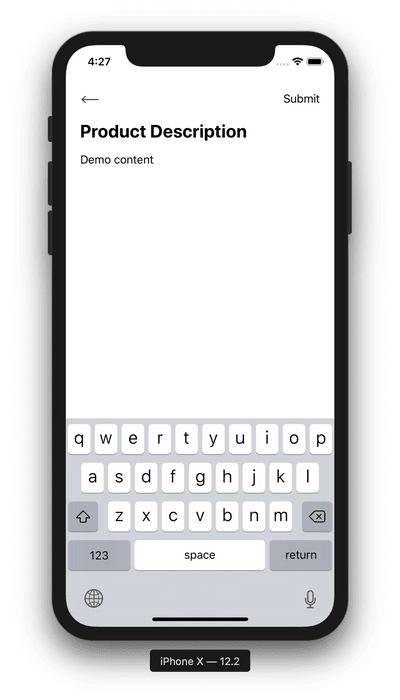 4:27
Submit
Product Description
Demo content
q w e r t y u i o p
a s d f g h j k l
z x c v b n m
123 space return
iPhone X — 12.2